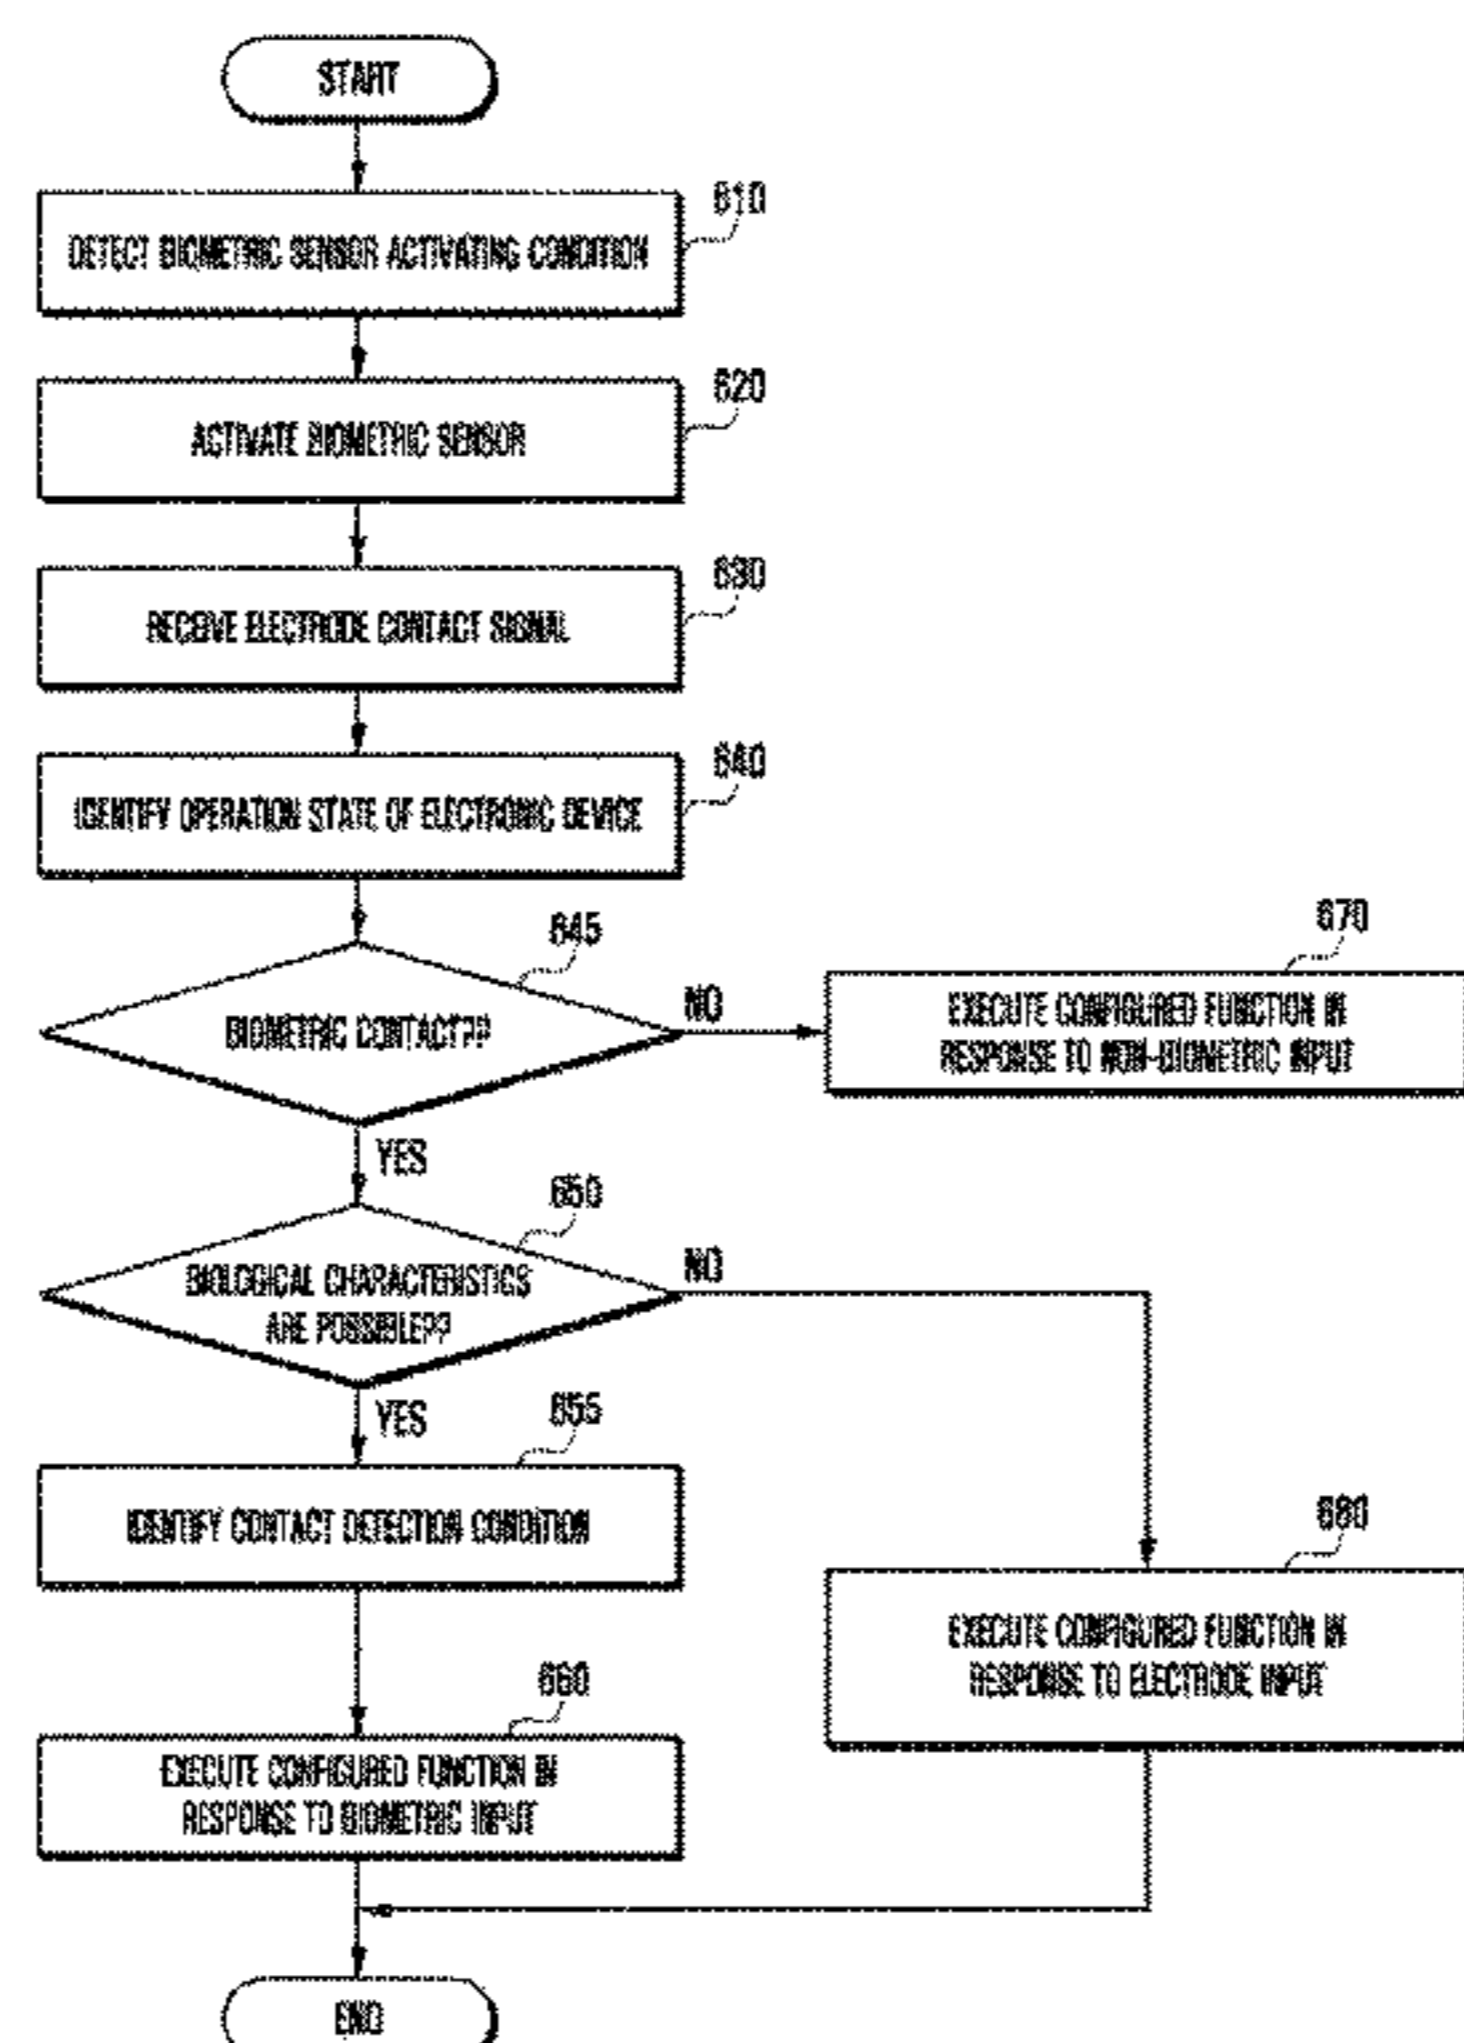 START
610
DETECT BIOMETRIC SENSOR ACTIVATING CONDITION
620
ACTIVATE BIOMETRIC SENSOR
630
RECEIVE ELECTRODE CONTACT SIGNAL
640
IDENTIFY OPERATION STATE OF ELECTRONIC DEVICE
645
BIOMETRIC CONTACT??
NO
670
EXECUTE CONFIGURED FUNCTION IN
RESPONSE TO NON-BIOMETRIC INPUT
YES
650
BIOLOGICAL CHARACTERISTICS
ARE POSSIBLE??
NO
YES
655
IDENTIFY CONTACT DETECTION CONDITION
680
EXECUTE CONFIGURED FUNCTION IN
RESPONSE TO ELECTRODE INPUT
660
EXECUTE CONFIGURED FUNCTION IN
RESPONSE TO BIOMETRIC INPUT
END